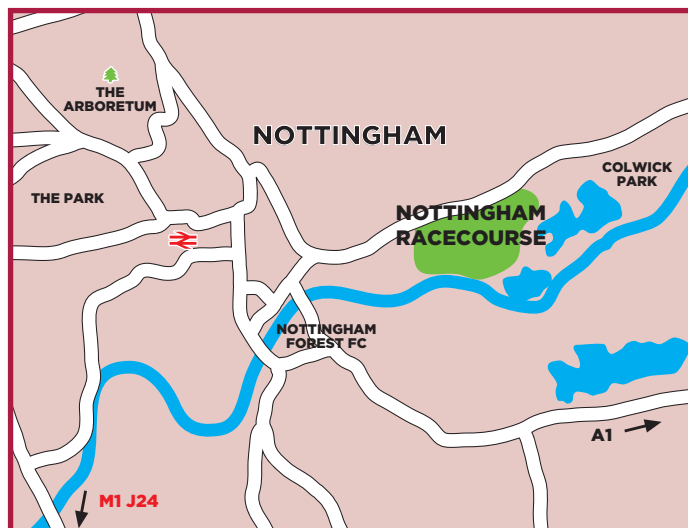 THE
ARBORETUM
NOTTINGHAM
COLWICK
PARK
THE PARK
NOTTINGHAM
RACECOURSE
NOTTINGHAM
FOREST FC
A1
M1 J24